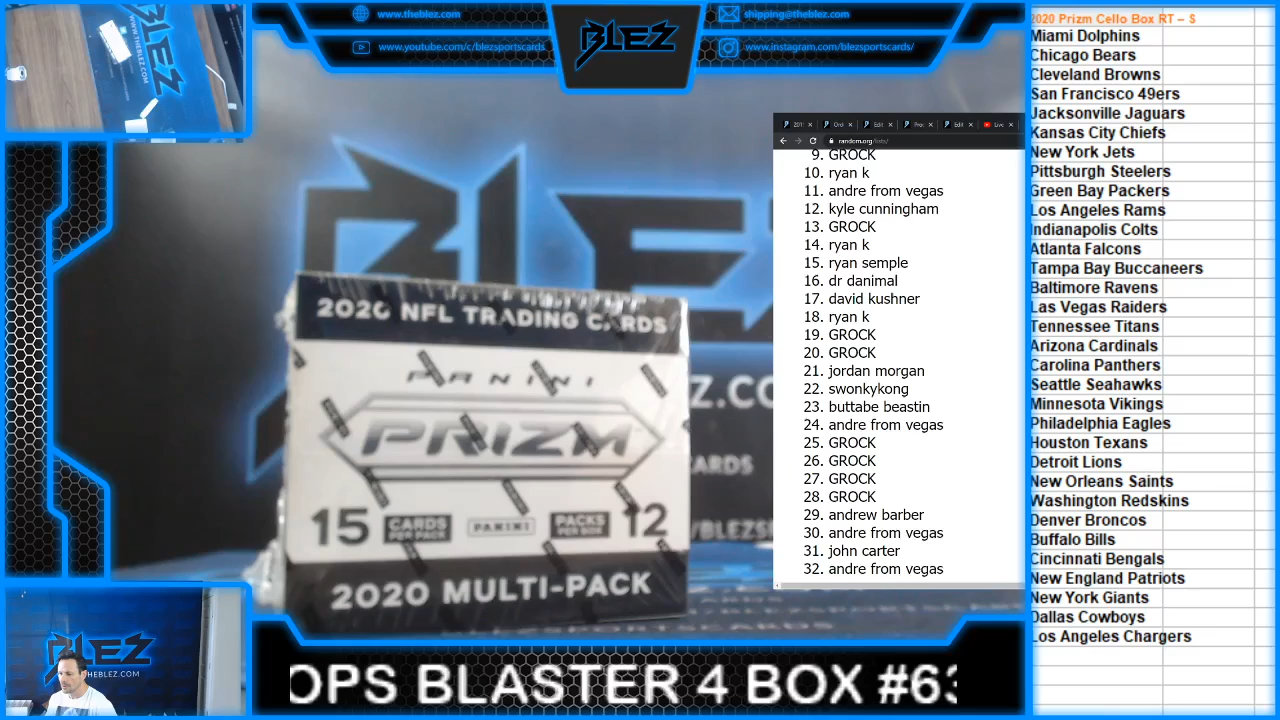 www.theblez.com
www.youtube.com/c/blezsportscards
BLEZ
shipping@theblez.com
www.instagram.com/blezsportscards/
2020 Prizm Cello Box RT – $
Miami Dolphins
Chicago Bears
Cleveland Browns
San Francisco 49ers
Jacksonville Jaguars
Kansas City Chiefs
New York Jets
Pittsburgh Steelers
Green Bay Packers
Los Angeles Rams
Indianapolis Colts
Atlanta Falcons
Tampa Bay Buccaneers
Baltimore Ravens
Las Vegas Raiders
Tennessee Titans
Arizona Cardinals
Carolina Panthers
Seattle Seahawks
Minnesota Vikings
Philadelphia Eagles
Houston Texans
Detroit Lions
New Orleans Saints
Washington Redskins
Denver Broncos
Buffalo Bills
Cincinnati Bengals
New England Patriots
New York Giants
Dallas Cowboys
Los Angeles Chargers
random.org/lists/
9. GROCK
10. ryan k
11. andre from vegas
12. kyle cunningham
13. GROCK
14. ryan k
15. ryan semple
16. dr danimal
17. david kushner
18. ryan k
19. GROCK
20. GROCK
21. jordan morgan
22. swonkykong
23. buttabe beastin
24. andre from vegas
25. GROCK
26. GROCK
27. GROCK
28. GROCK
29. andrew barber
30. andre from vegas
31. john carter
32. andre from vegas
2020 NFL TRADING CARDS
PANINI
PRIZM
15 CARDS PER PACK PANINI PACKS PER BOX 12
2020 MULTI-PACK
BLEZ
THEBLEZ.COM
OPS BLASTER 4 BOX #63